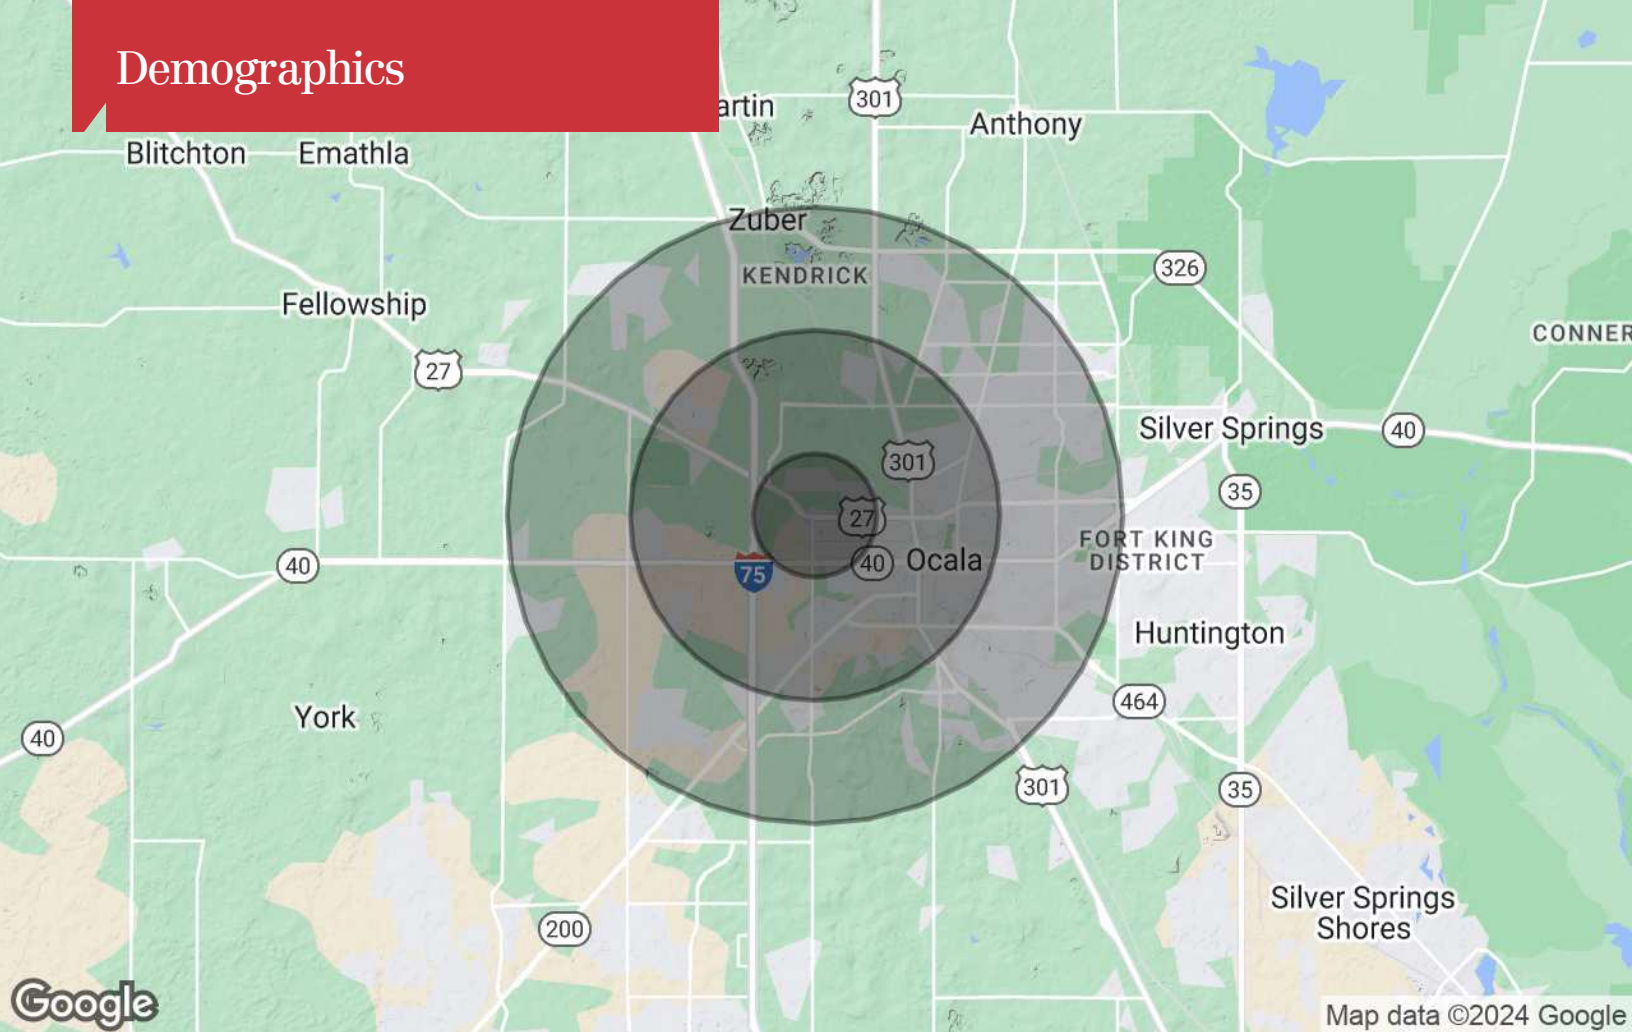 Demographics
artin
301
Anthony
Blitchton
Emathla
Zuber
KENDRICK
326
Fellowship
CONNER
27
Silver Springs
40
301
35
27
FORT KING
DISTRICT
40
75
40
Ocala
Huntington
464
York
40
301
35
Silver Springs
Shores
200
Google
Map data ©2024 Google